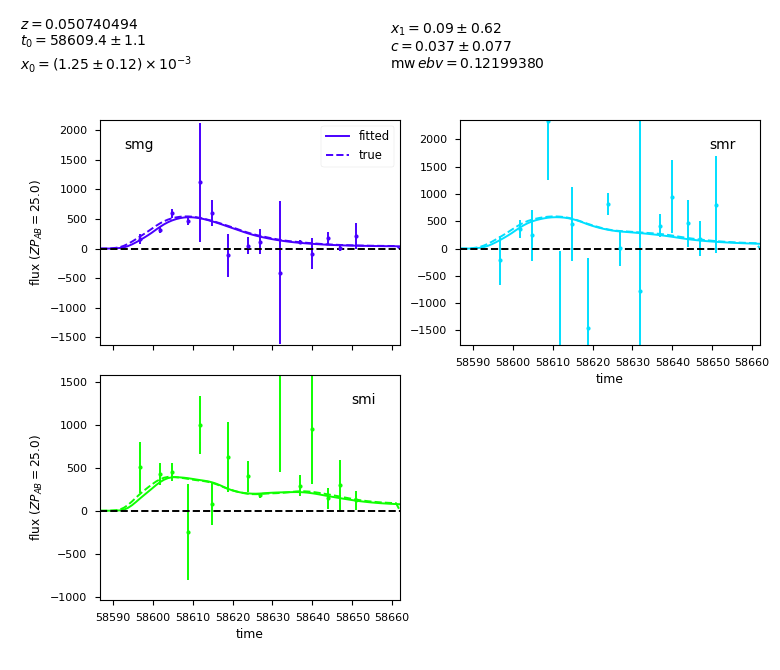 z = 0.050740494
t₀ = 58609.4 ± 1.1
x₀ = (1.25 ± 0.12) × 10⁻³
x₁ = 0.09 ± 0.62
c = 0.037 ± 0.077
mw ebv = 0.12199380
smg
fitted
true
2000
1500
1000
500
0
−500
−1000
−1500
flux (ZP_AB = 25.0)
smr
2000
1500
1000
500
0
−500
−1000
−1500
58590 58600 58610 58620 58630 58640 58650 58660
time
smi
1500
1000
500
0
−500
−1000
flux (ZP_AB = 25.0)
58590 58600 58610 58620 58630 58640 58650 58660
time